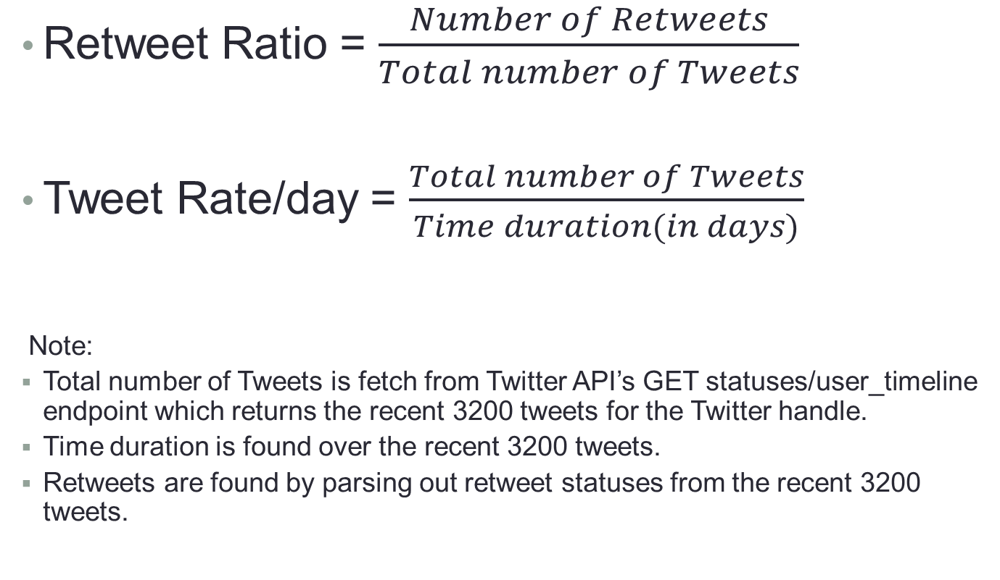 • Retweet Ratio = Number of Retweets / Total number of Tweets
• Tweet Rate/day = Total number of Tweets / Time duration(in days)
Note:
▪ Total number of Tweets is fetch from Twitter API’s GET statuses/user_timeline
endpoint which returns the recent 3200 tweets for the Twitter handle.
▪ Time duration is found over the recent 3200 tweets.
▪ Retweets are found by parsing out retweet statuses from the recent 3200
tweets.